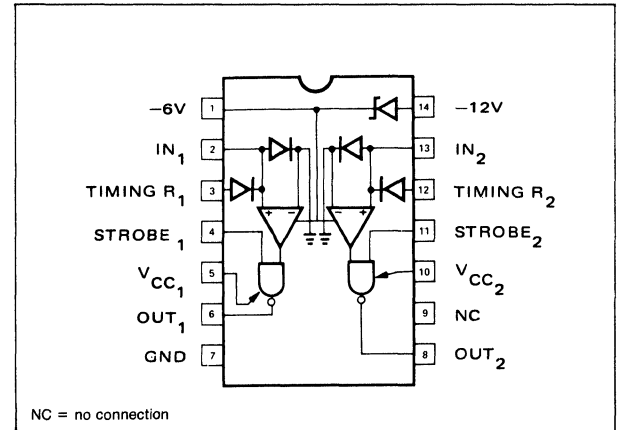 −6V 1 14 −12V
IN1 2 13 IN2
TIMING R1 3 12 TIMING R2
+ − − +
STROBE1 4 11 STROBE2
VCC1 5 10 VCC2
OUT1 6 9 NC
GND 7 8 OUT2
NC = no connection